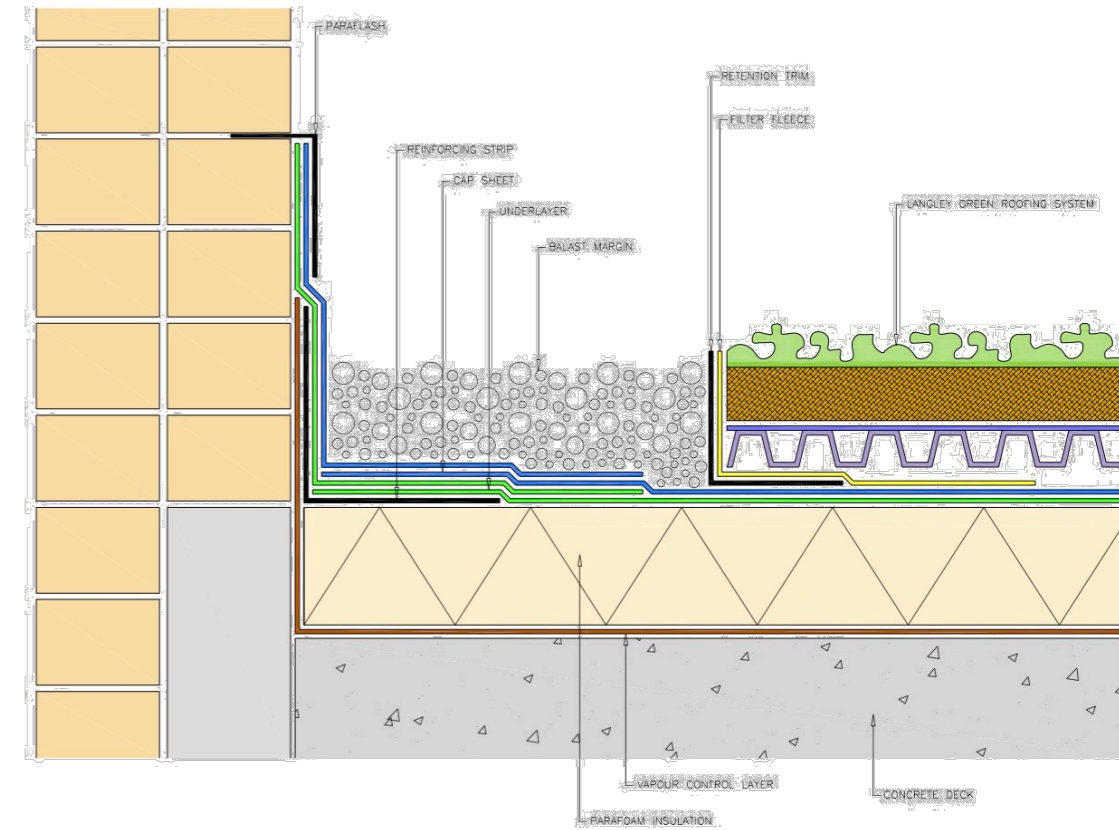 PARAFLASH
RETENTION TRIM
FILTER FLEECE
REINFORCING STRIP
CAP SHEET
LANGLEY GREEN ROOFING SYSTEM
UNDERLAYER
BALAST MARGIN
VAPOUR CONTROL LAYER
CONCRETE DECK
PARAFOAM INSULATION